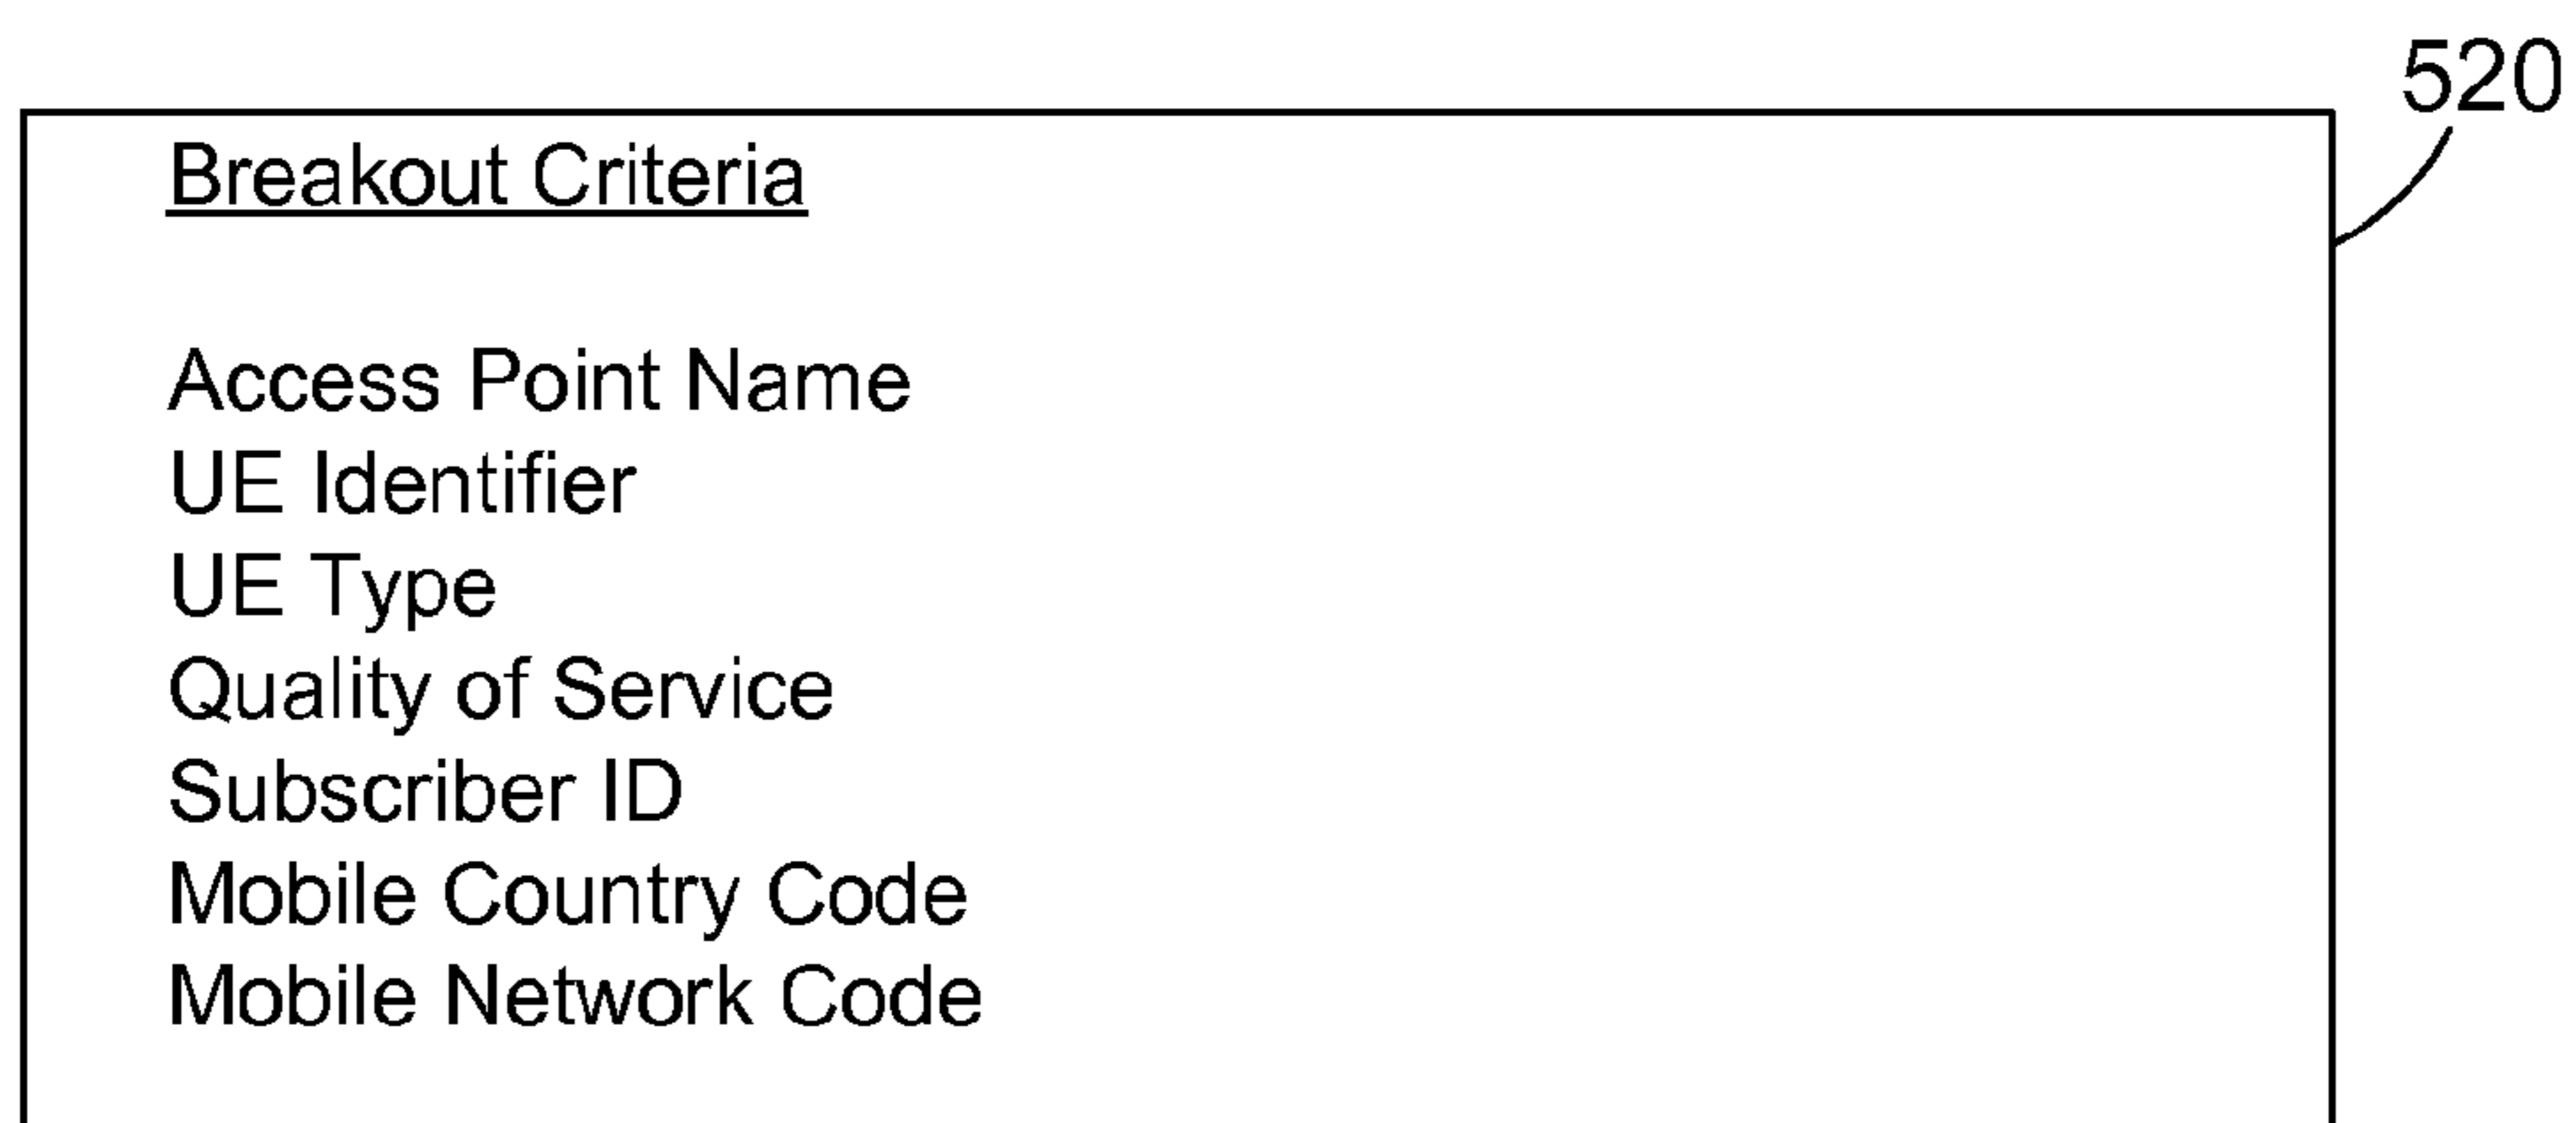 520
Breakout Criteria
Access Point Name
UE Identifier
UE Type
Quality of Service
Subscriber ID
Mobile Country Code
Mobile Network Code